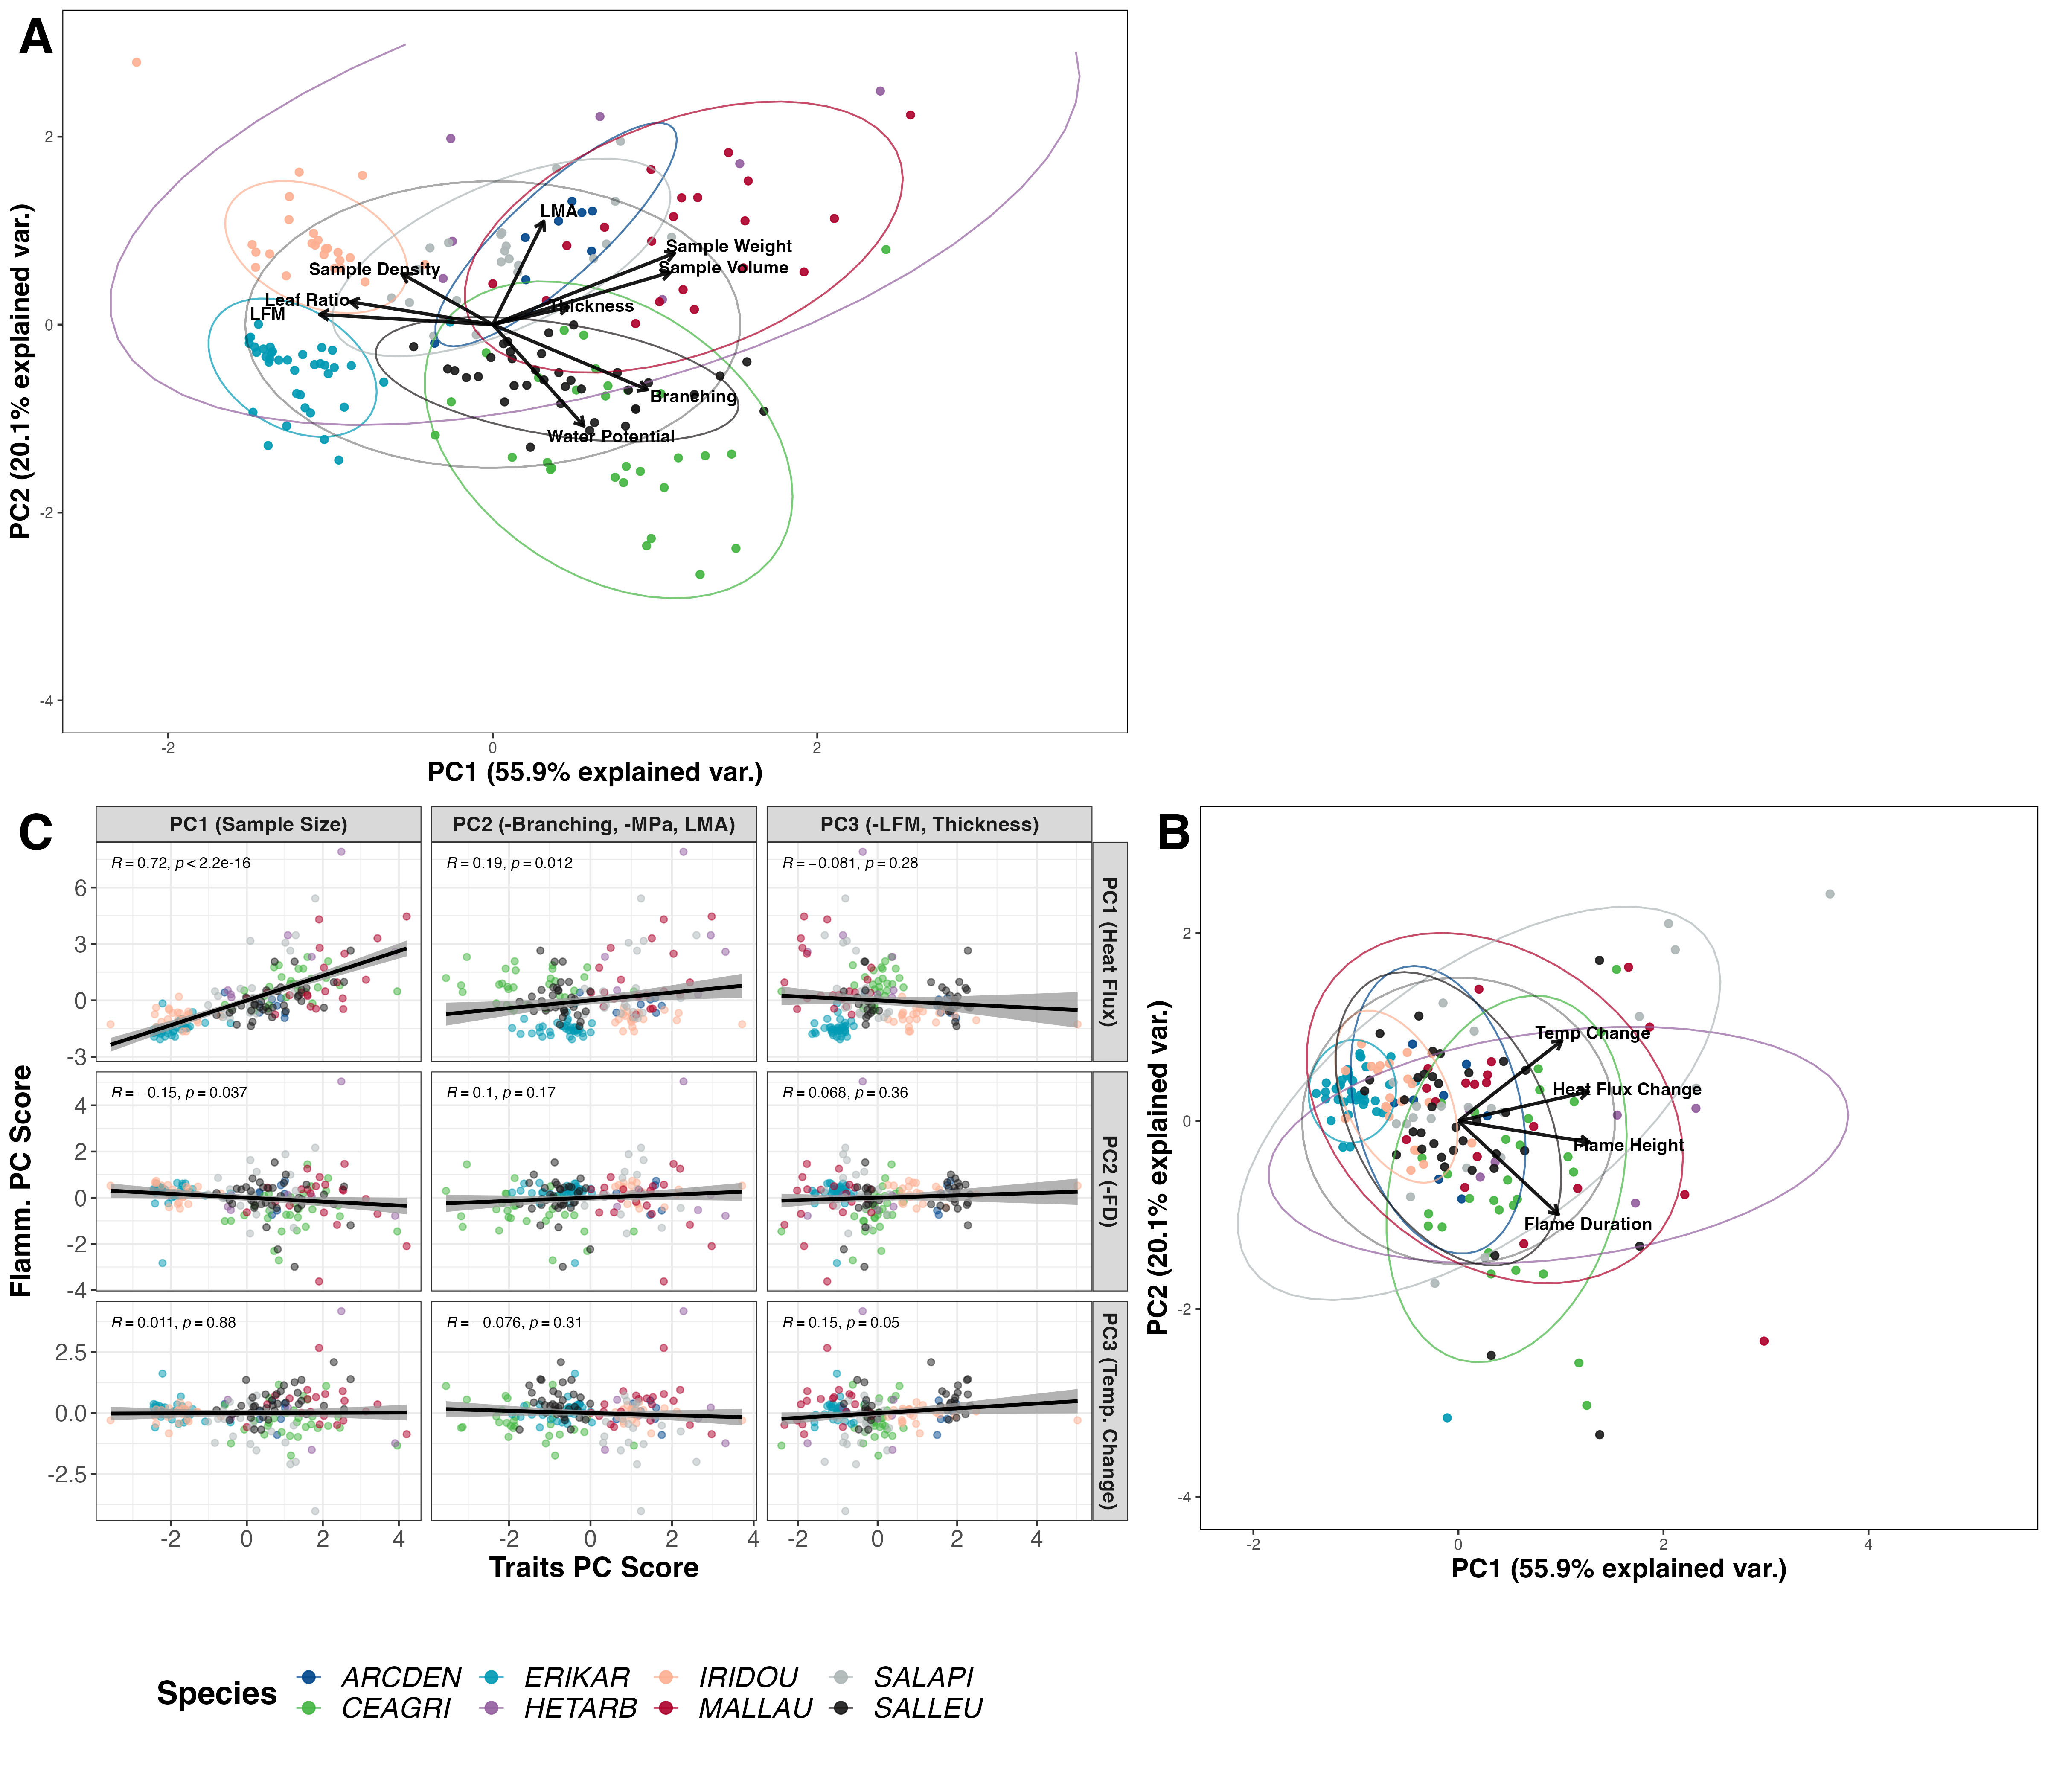 A
PC2 (20.1% explained var.)
2
0
-2
-4
LMA
Sample Weight
Sample Volume
Sample Density
Leaf Ratio
Thickness
LFM
Branching
Water Potential
-2 0 2
PC1 (55.9% explained var.)
C
PC1 (Sample Size) PC2 (-Branching, -MPa, LMA) PC3 (-LFM, Thickness)
R = 0.72, p < 2.2e-16 R = 0.19, p = 0.012 R = −0.081, p = 0.28
6
3
0
-3
PC1 (Heat Flux)
R = −0.15, p = 0.037 R = 0.1, p = 0.17 R = 0.068, p = 0.36
4
2
0
-2
-4
PC2 (-FD)
R = 0.011, p = 0.88 R = −0.076, p = 0.31 R = 0.15, p = 0.05
2.5
0.0
-2.5
PC3 (Temp. Change)
Flamm. PC Score
-2 0 2 4 -2 0 2 4 -2 0 2 4
Traits PC Score
B
PC2 (20.1% explained var.)
2
0
-2
-4
Temp Change
Heat Flux Change
Flame Height
Flame Duration
-2 0 2 4
PC1 (55.9% explained var.)
Species
ARCDEN ERIKAR IRIDOU SALAPI
CEAGRI HETARB MALLAU SALLEU